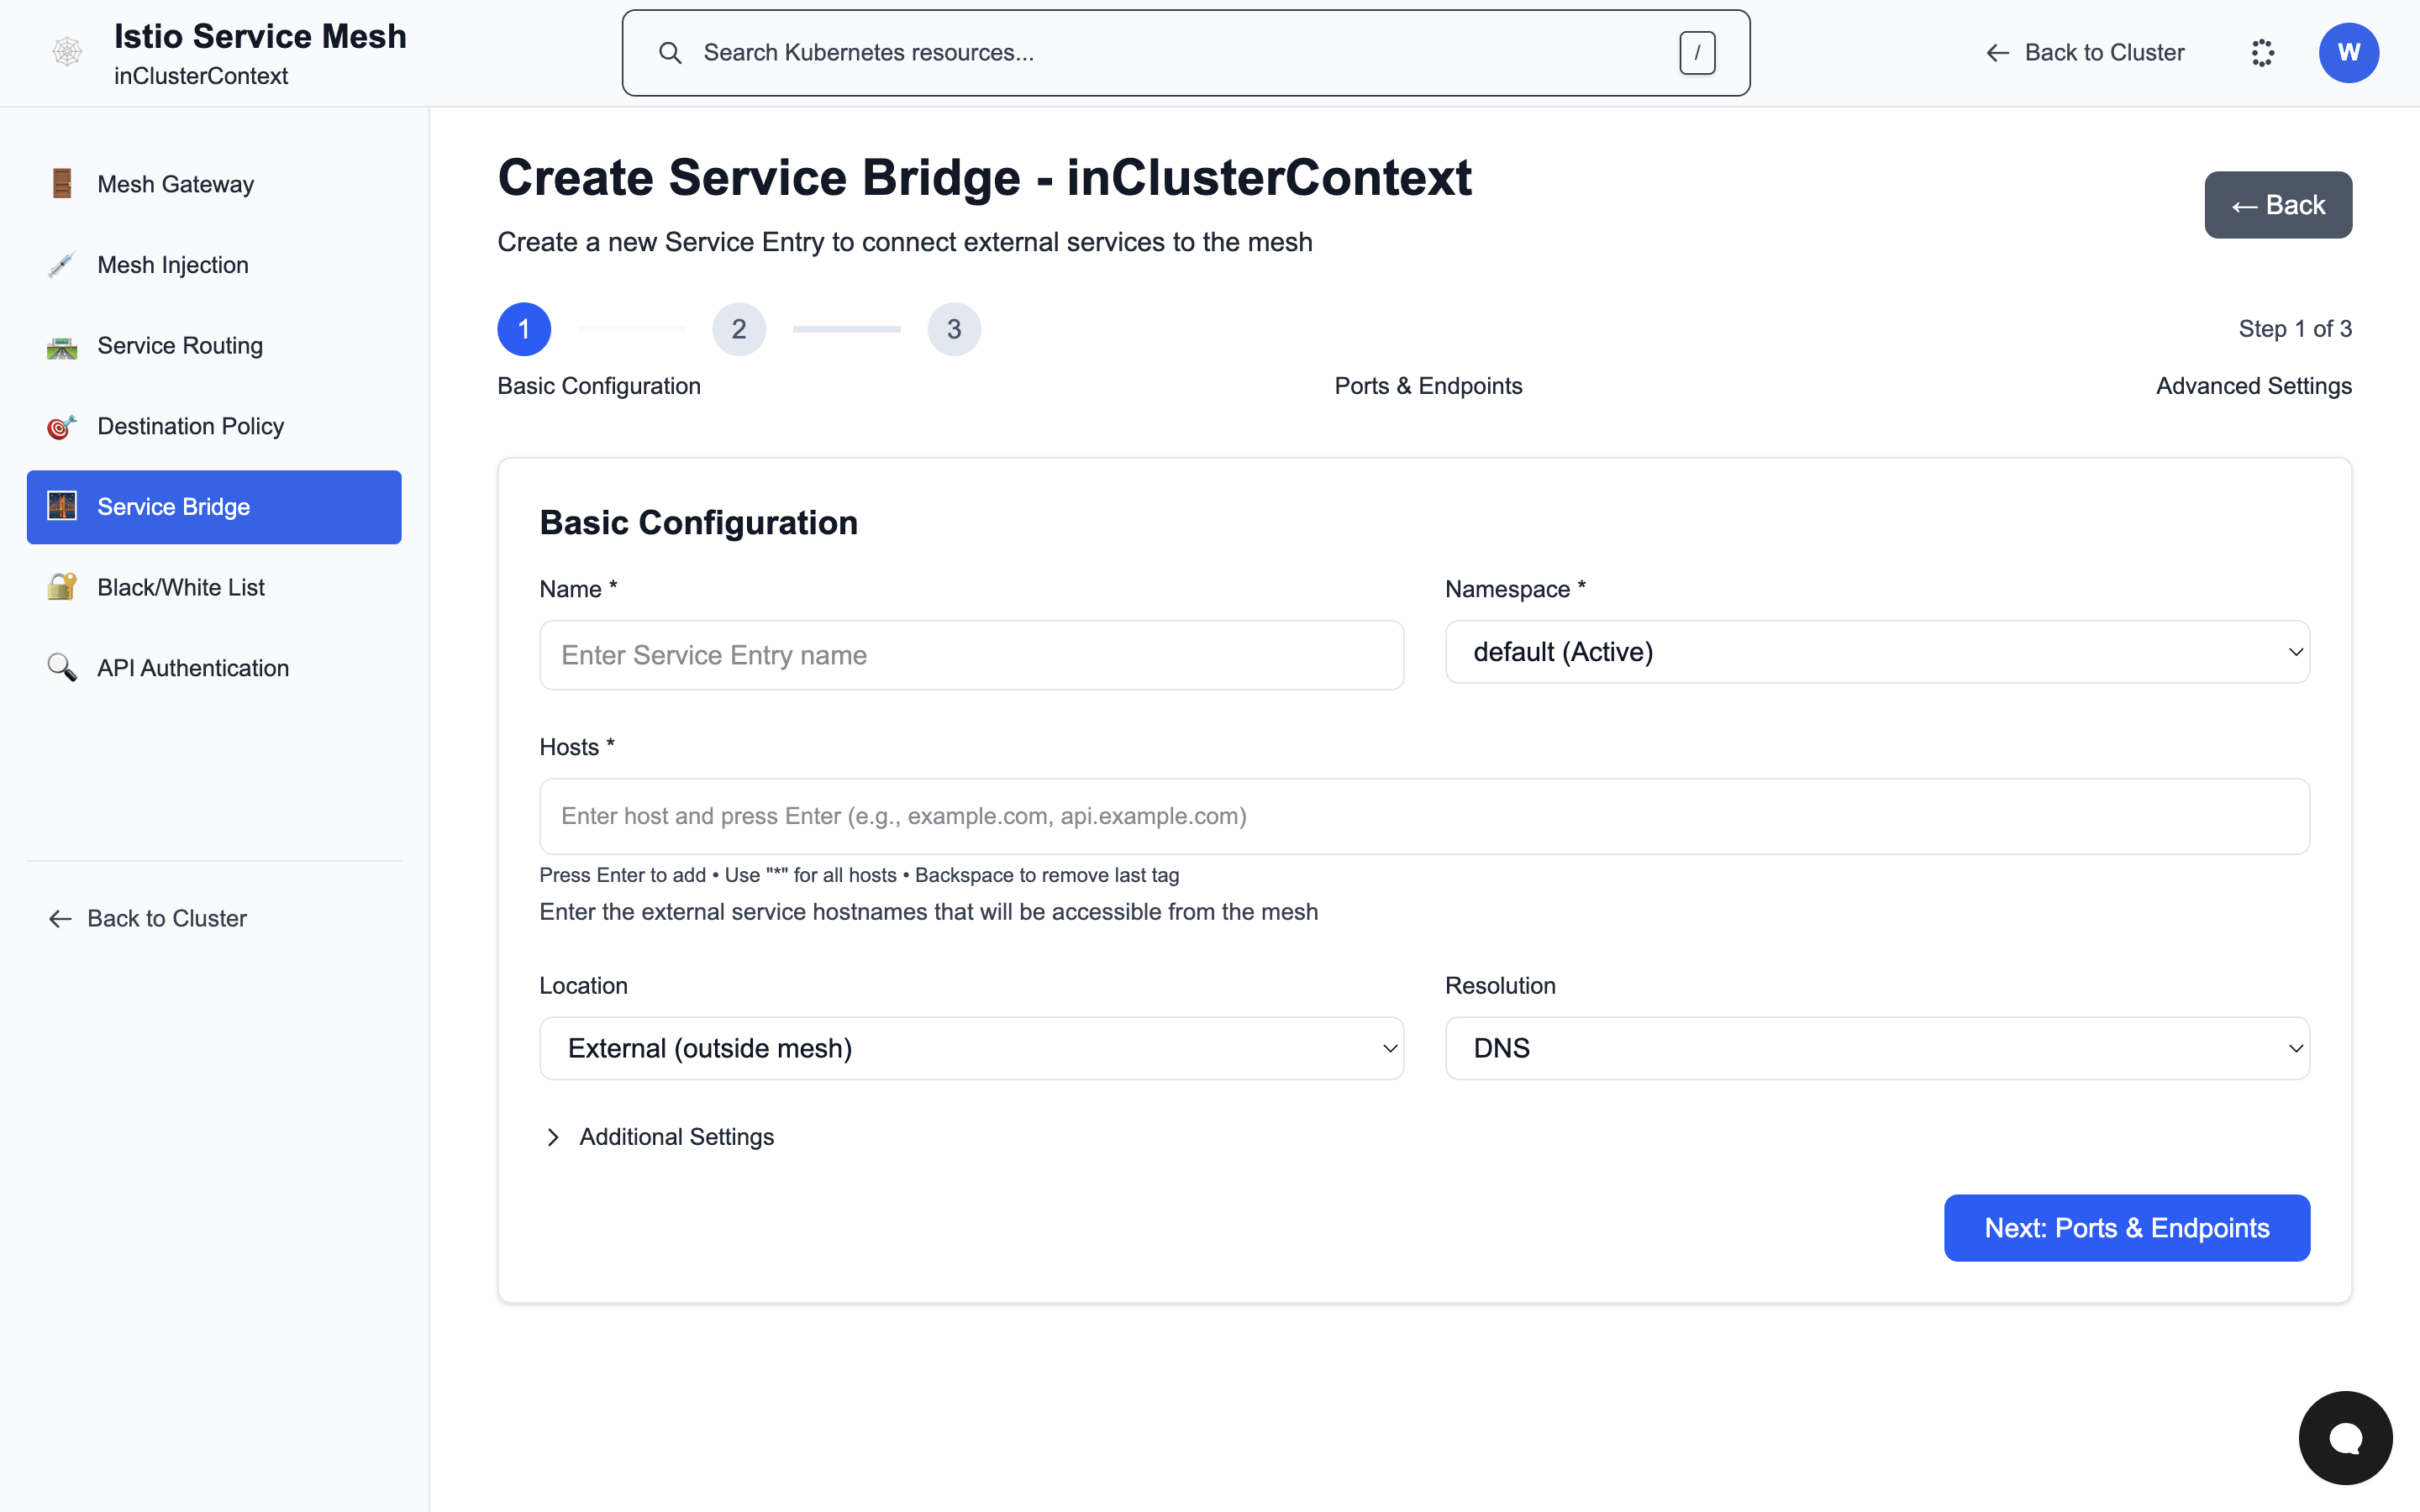 Istio Service Mesh
inClusterContext
Search Kubernetes resources...
/
← Back to Cluster
W
Mesh Gateway
Mesh Injection
Service Routing
Destination Policy
Service Bridge
Black/White List
API Authentication
← Back to Cluster
Create Service Bridge - inClusterContext
Create a new Service Entry to connect external services to the mesh
← Back
1 2 3
Step 1 of 3
Basic Configuration
Ports & Endpoints
Advanced Settings
Basic Configuration
Name *
Enter Service Entry name
Namespace *
default (Active)
Hosts *
Enter host and press Enter (e.g., example.com, api.example.com)
Press Enter to add • Use "*" for all hosts • Backspace to remove last tag
Enter the external service hostnames that will be accessible from the mesh
Location
External (outside mesh)
Resolution
DNS
Additional Settings
Next: Ports & Endpoints